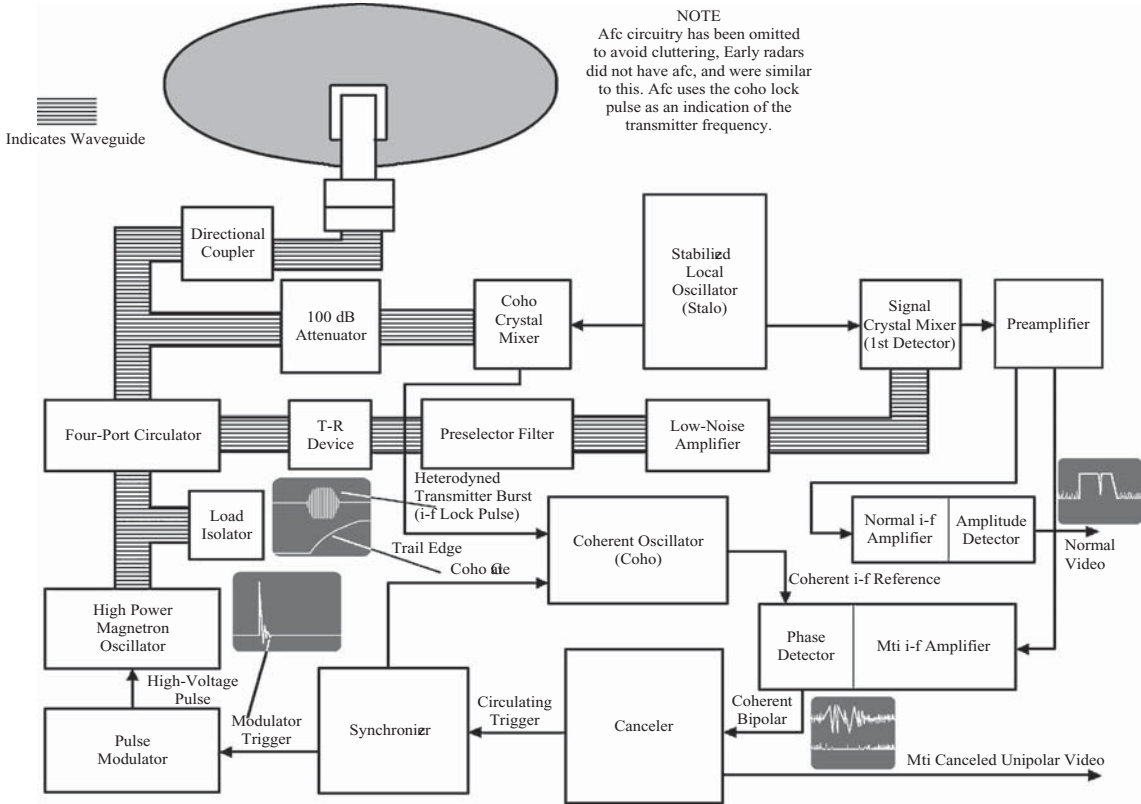 NOTE
Afc circuitry has been omitted
to avoid cluttering, Early radars
did not have afc, and were similar
to this. Afc uses the coho lock
pulse as an indication of the
transmitter frequency.
Indicates Waveguide
Directional
Coupler
100 dB
Attenuator
Coho
Crystal
Mixer
Stabilized
Local
Oscillator
(Stalo)
Signal
Crystal Mixer
(1st Detector)
Preamplifier
Four-Port Circulator
T-R
Device
Preselector Filter
Low-Noise
Amplifier
Heterodyned
Transmitter Burst
(i-f Lock Pulse)
Load
Isolator
Trail Edge
Coho
Coherent Oscillator
(Coho)
Normal i-f
Amplifier
Amplitude
Detector
Normal
Video
Coherent i-f Reference
High Power
Magnetron
Oscillator
Phase
Detector
Mti i-f Amplifier
High-Voltage
Pulse
Modulator
Trigger
Synchronizer
Circulating
Trigger
Canceler
Coherent
Bipolar
Pulse
Modulator
Mti Canceled Unipolar Video